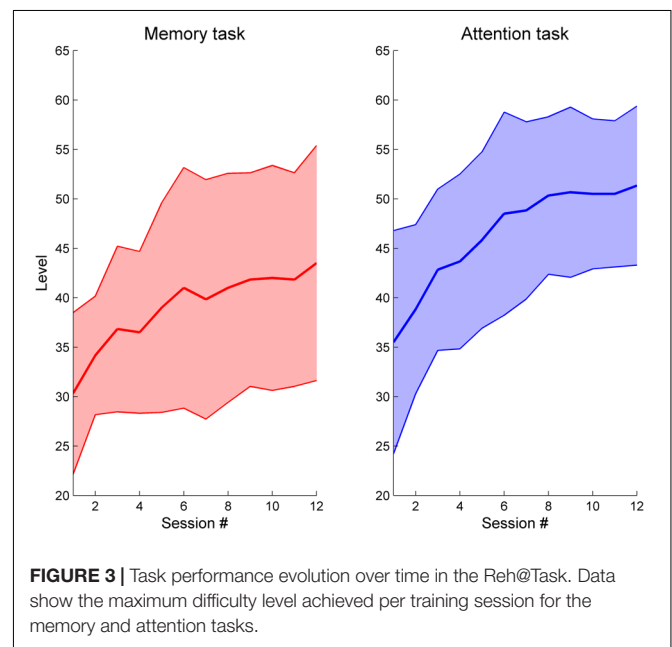 Memory task
Attention task
65
60
55
50
45
40
35
30
25
20
Level
2 4 6 8 10 12
Session #
65
60
55
50
45
40
35
30
25
20
2 4 6 8 10 12
Session #
FIGURE 3 | Task performance evolution over time in the Reh@Task. Data
show the maximum difficulty level achieved per training session for the
memory and attention tasks.